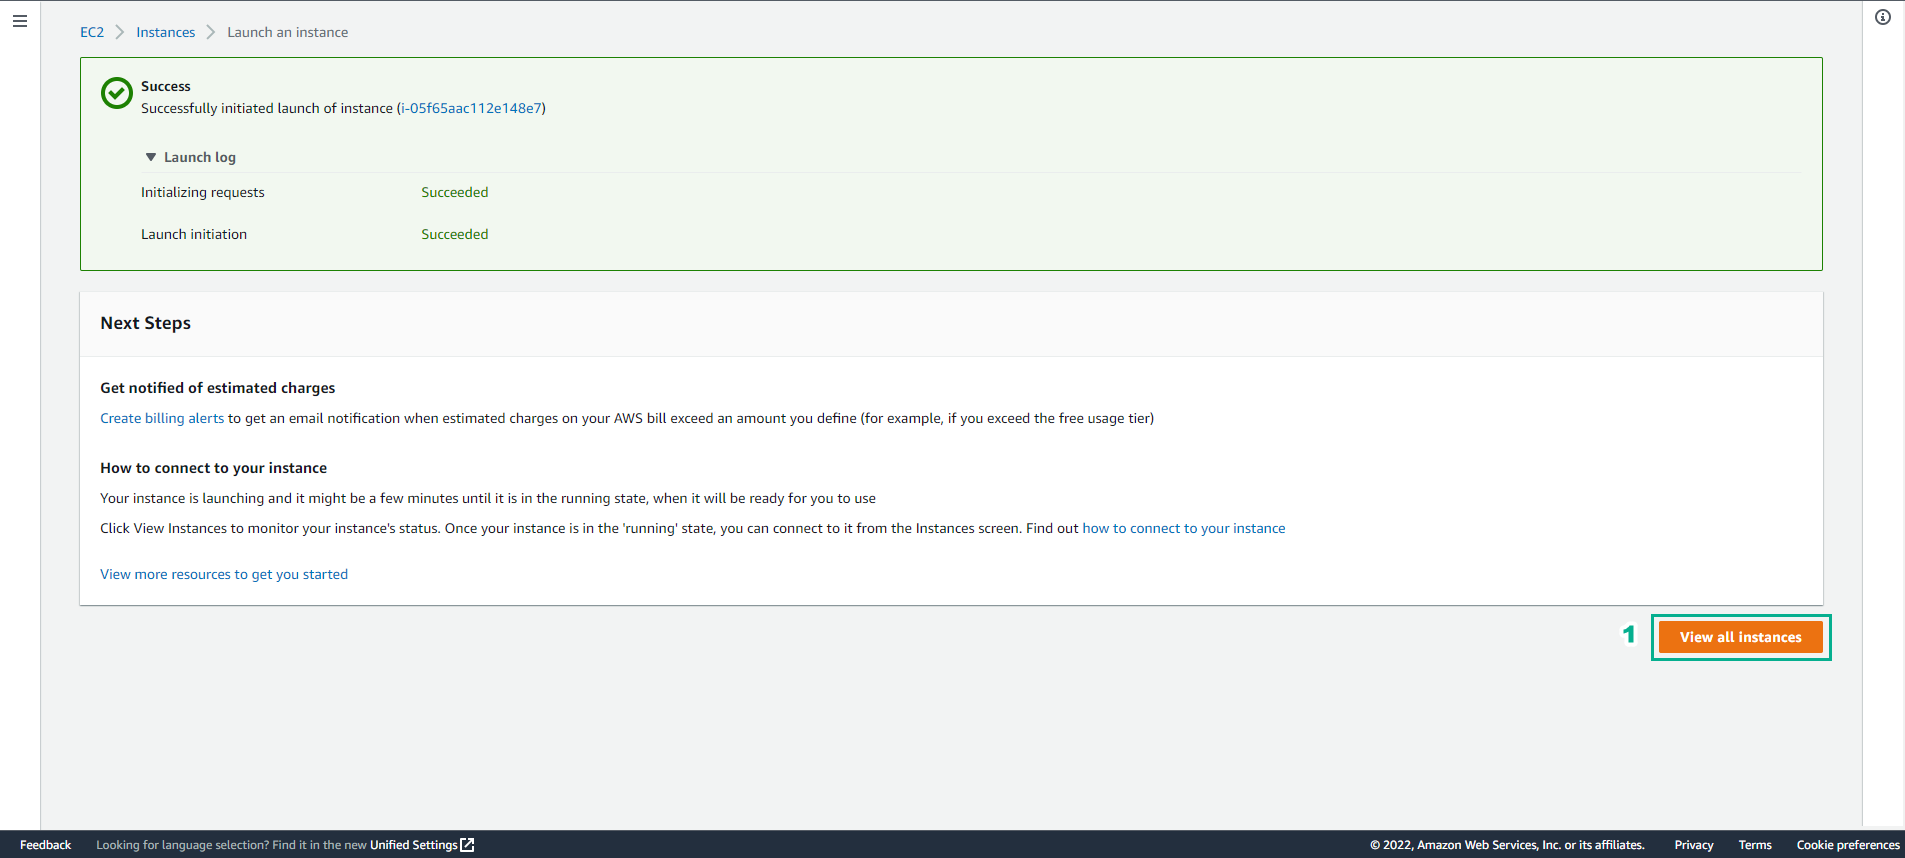 EC2 > Instances > Launch an instance
Success
Successfully initiated launch of instance (i-05f65aac112e148e7)
Launch log
Initializing requests Succeeded
Launch initiation Succeeded
Next Steps
Get notified of estimated charges
Create billing alerts to get an email notification when estimated charges on your AWS bill exceed an amount you define (for example, if you exceed the free usage tier)
How to connect to your instance
Your instance is launching and it might be a few minutes until it is in the running state, when it will be ready for you to use
Click View Instances to monitor your instance's status. Once your instance is in the 'running' state, you can connect to it from the Instances screen. Find out how to connect to your instance
View more resources to get you started
1 View all instances
Feedback Looking for language selection? Find it in the new Unified Settings © 2022, Amazon Web Services, Inc. or its affiliates. Privacy Terms Cookie preferences